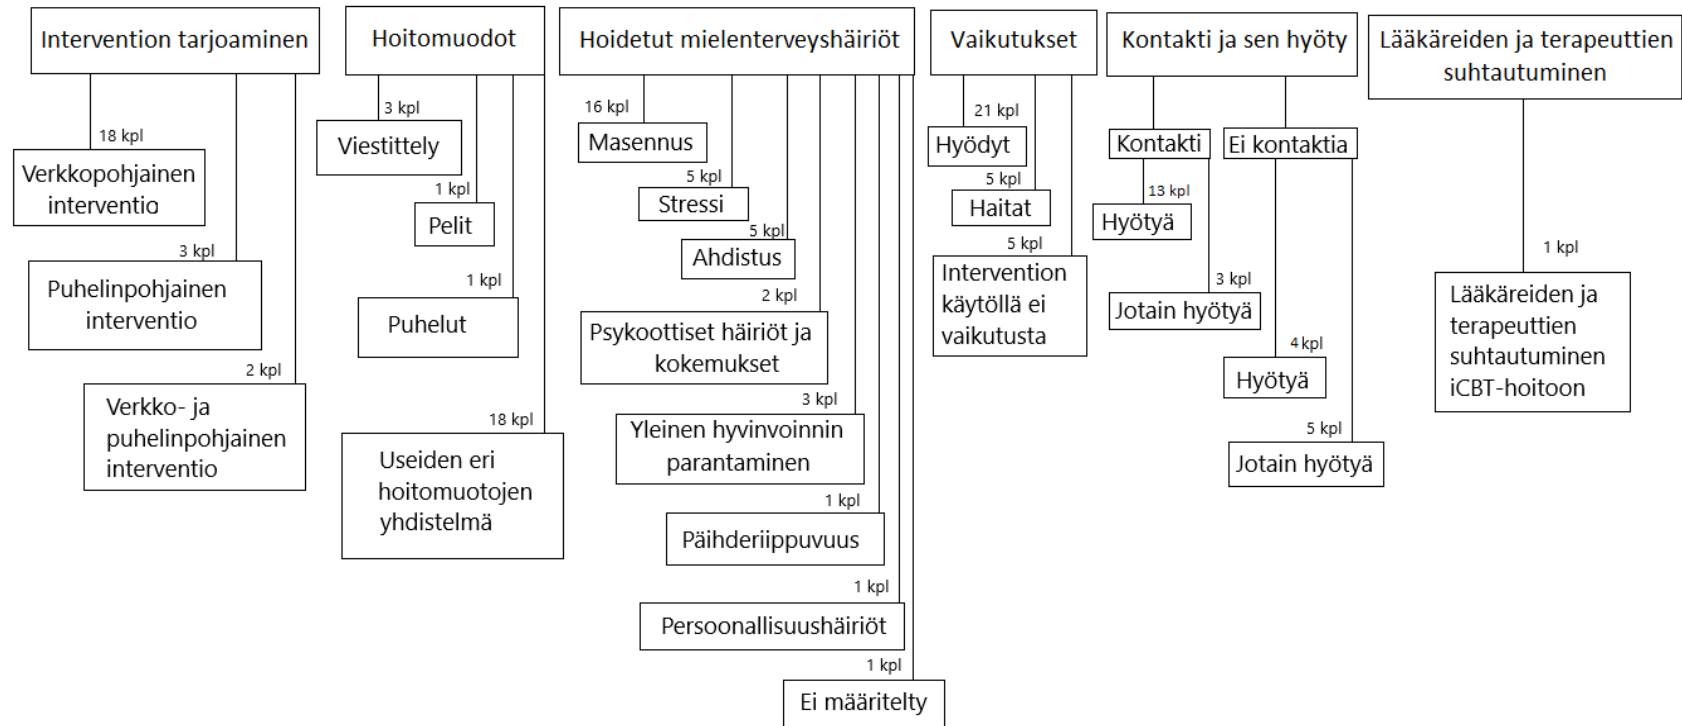 Intervention tarjoaminen
18 kpl
Verkkopohjainen
interventio
3 kpl
Puhelinpohjainen
interventio
2 kpl
Verkko- ja
puhelinpohjainen
interventio
Hoitomuodot
3 kpl
Viestittely
1 kpl
Pelit
1 kpl
Puhelut
18 kpl
Useiden eri
hoitomuotojen
yhdistelmä
Hoidetut mielenterveyshäiriöt
16 kpl
Masennus
5 kpl
Stressi
5 kpl
Ahdistus
2 kpl
Psykoottiset häiriöt ja
kokemukset
3 kpl
Yleinen hyvinvoinnin
parantaminen
1 kpl
Päihderiippuvuus
1 kpl
Persoonallisuushäiriöt
1 kpl
Ei määritelty
Vaikutukset
21 kpl
Hyödyt
5 kpl
Haitat
5 kpl
Intervention
käytöllä ei
vaikutusta
Kontakti ja sen hyöty
Kontakti
13 kpl
Hyötyä
3 kpl
Jotain hyötyä
Ei kontaktia
4 kpl
Hyötyä
5 kpl
Jotain hyötyä
Lääkäreiden ja terapeuttien
suhtautuminen
1 kpl
Lääkäreiden ja
terapeuttien
suhtautuminen
iCBT-hoitoon